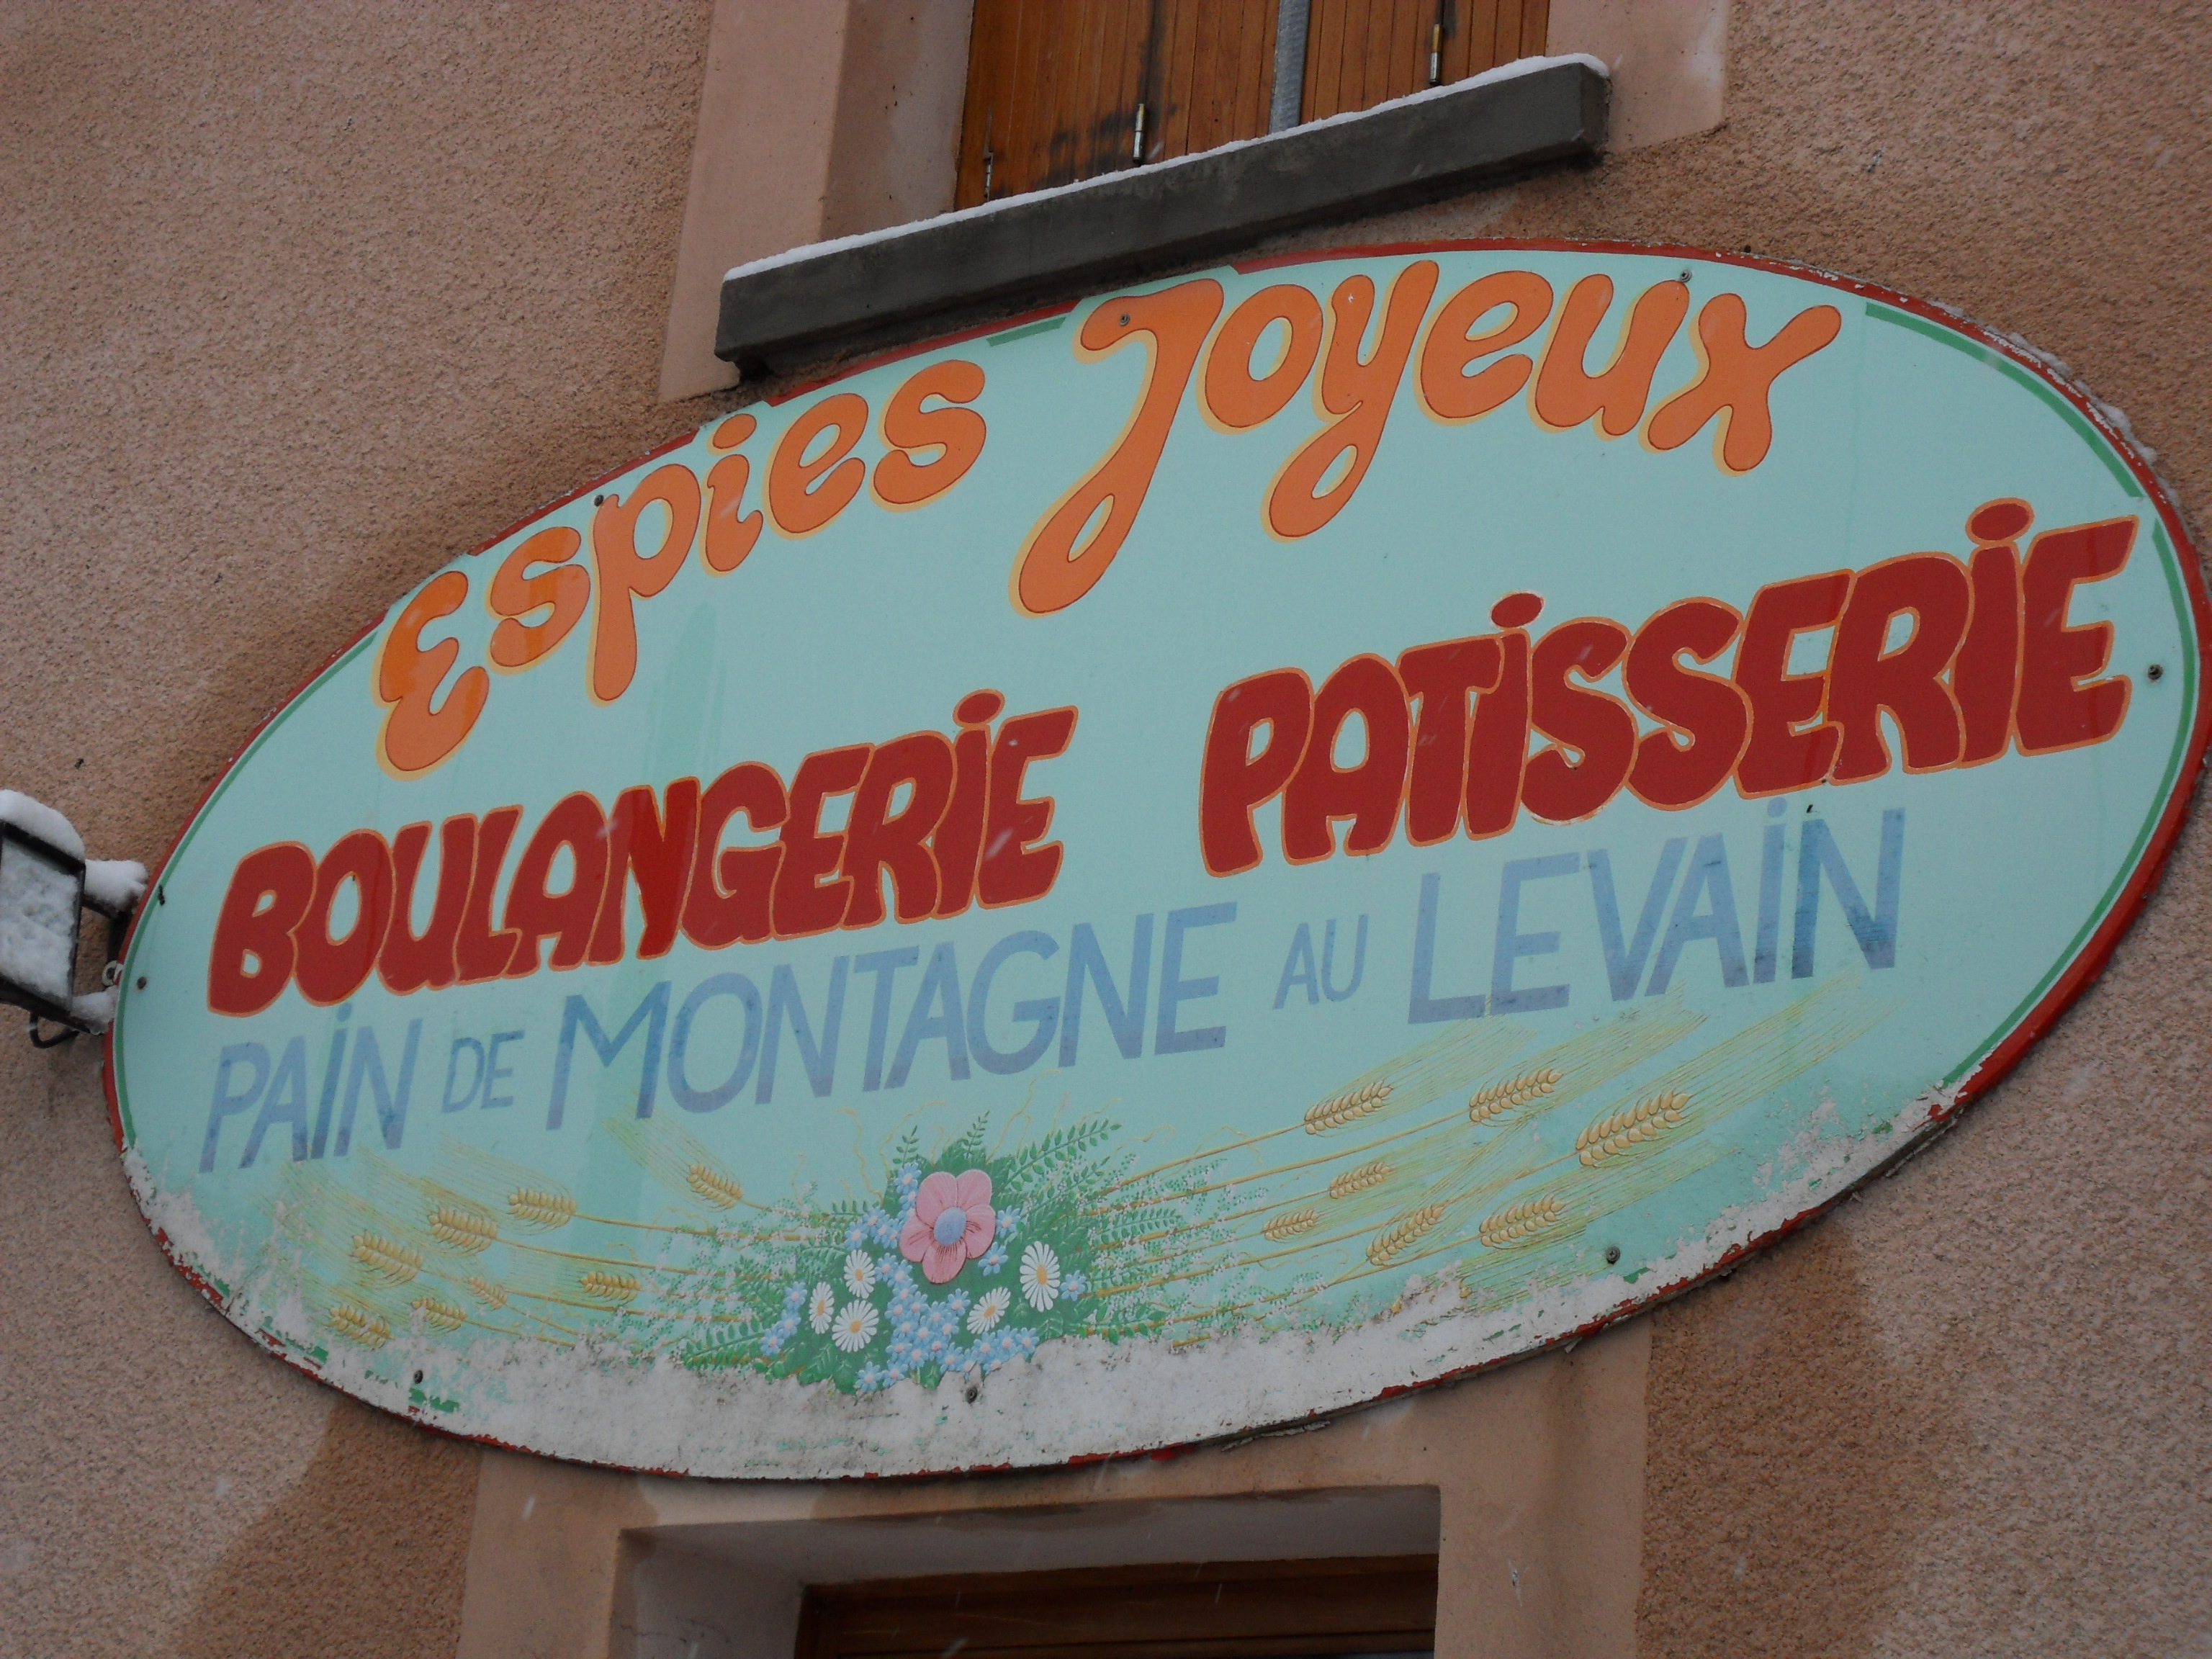 Espies Joyeux
BOULANGERIE PATISSERIE
PAIN DE MONTAGNE AU LEVAIN